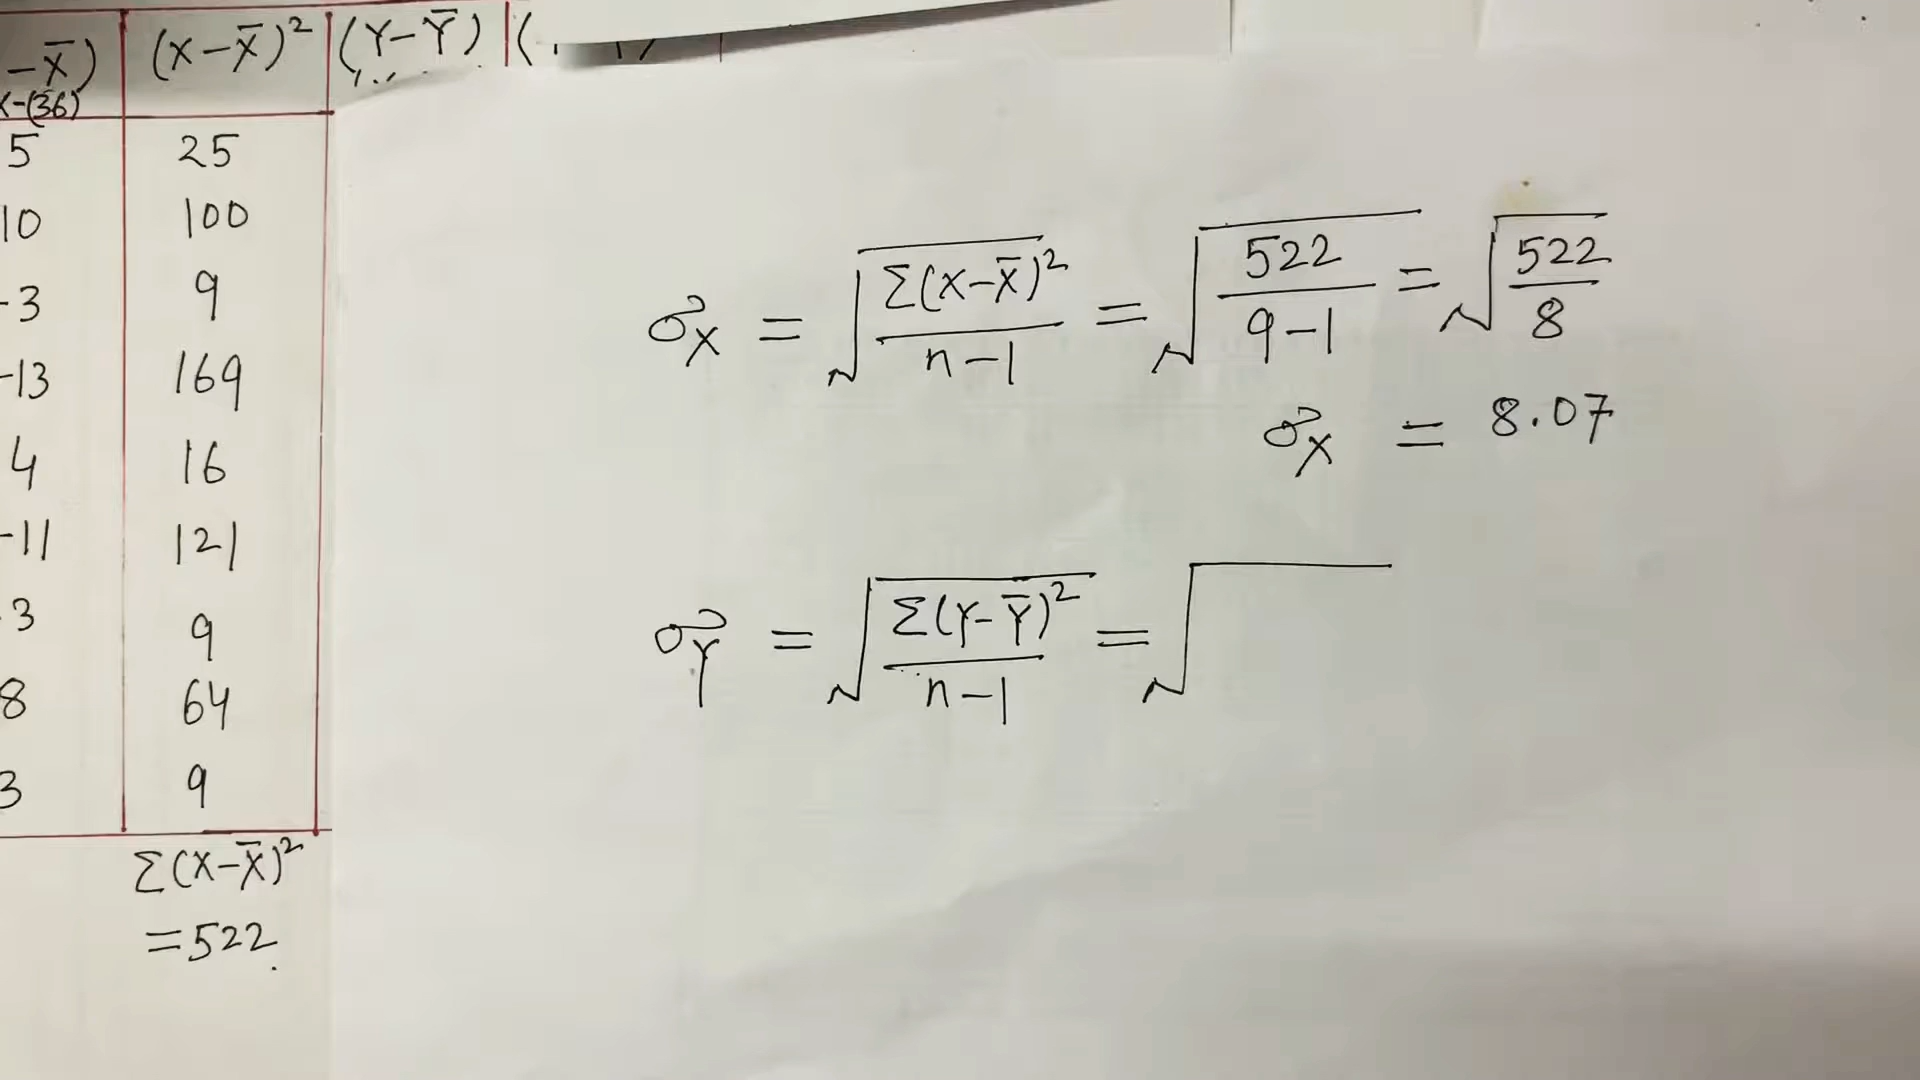 –X̄) (X–X̄)² (Y–Ȳ) (
X-(36)
5 25
10 100
-3 9
-13 169
4 16
-11 121
3 9
8 64
3 9
Σ(X–X̄)²
=522
σX = √(Σ(X–X̄)² / n–1) = √(522 / 9–1) = √(522 / 8)
σX = 8.07
σY = √(Σ(Y–Ȳ)² / n–1) = √